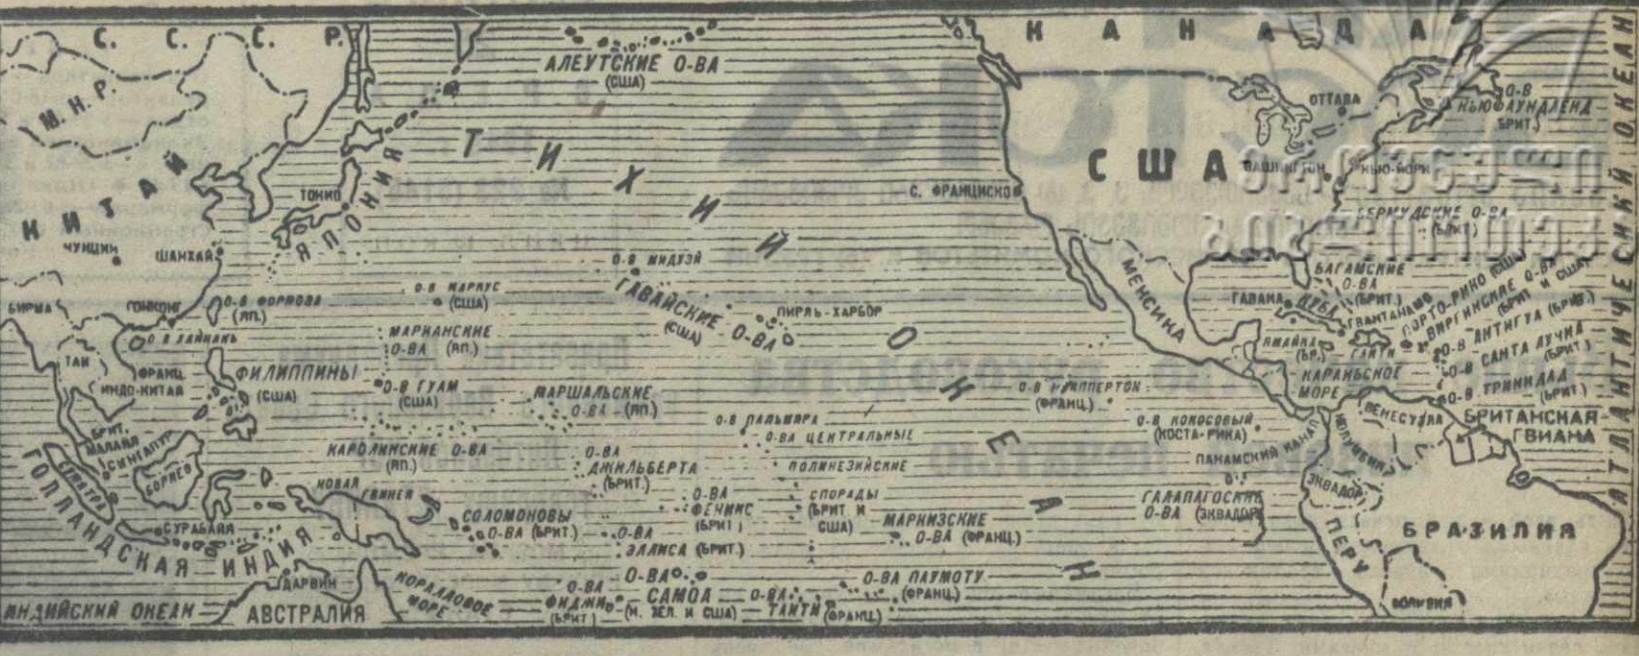 С. С. С. Р.
М.Н.Р.
КИТАЙ
ЧУНЦИН
ШАНХАЙ
ТОКИО
ЯПОНИЯ
АЛЕУТСКИЕ О-ВА
(США)
ТИХИЙ ОКЕАН
КАНАДА
ОТТАВА
О-В
НЬЮФАУНДЛЕНД
БРИТ.)
США
ВАШИНГТОН
НЬЮ-ЙОРК
С. ФРАНЦИСКО
БЕРМУДСКИЕ О-ВА
(БРИТ)
АТЛАНТИЧЕСКИЙ ОКЕАН
О-В МИДУЭЙ
ГАВАЙСКИЕ О-ВА
(США)
ПИРЛЬ-ХАРБОР
О-В МАРКУС
(США)
БИРМА
ГОНКОНГ
О-В ФОРМОЗА
(ЯП.)
О-В ХАЙНАНЬ
МАРИАНСКИЕ
О-ВА (ЯП.)
ТАИ
ФРАНЦ.
ИНДО-КИТАЙ
ФИЛИППИНЫ
(США)
О-В ГУАМ
(США)
МАРШАЛЬСКИЕ
О-ВА (ЯП.)
КАРОЛИНСКИЕ О-ВА
(ЯП.)
БРИТ.
МАЛАЙЯ
СИНГАПУР
СУМАТРА
БОРНЕО
ГОЛЛАНДСКАЯ ИНДИЯ
СУРАБАЙЯ
НОВАЯ ГВИНЕЯ
О-ВА
ДЖИЛЬБЕРТА
(БРИТ.)
О-В ПАЛЬМИРА
О-ВА ЦЕНТРАЛЬНЫЕ
ПОЛИНЕЗИЙСКИЕ
СПОРАДЫ
(БРИТ И
США)
О-ВА
ФЕНИКС
(БРИТ)
СОЛОМОНОВЫ
О-ВА (БРИТ.)
О-ВА
ЭЛЛИСА (БРИТ.)
МАРКИЗСКИЕ
О-ВА (ФРАНЦ.)
О-ВА
САМОА
(Н. ЗЕЛ. И США)
О-ВА
ФИДЖИ
(БРИТ)
О-ВА
ТАИТИ (ФРАНЦ.)
О-ВА ПАУМОТУ
(ФРАНЦ.)
КОРАЛЛОВОЕ
МОРЕ
ДАРВИН
АВСТРАЛИЯ
ИНДИЙСКИЙ ОКЕАН
МЕКСИКА
БАГАМСКИЕ
О-ВА
(БРИТ.)
ГАВАНА
КУБА
ГВАНТАНАМО
ПОРТО-РИКО (США)
ВИРГИНСКИЕ О-ВА
(БРИТ И США)
О-В АНТИГУА (БРИТ.)
О-В САНТА ЛУЧИА
(БРИТ)
О-В ТРИНИДАД
(БРИТ)
ЯМАЙКА
(БР.)
ГАИТИ
КАРАИБСКОЕ
МОРЕ
О-В КЛИППЕРТОН
(ФРАНЦ.)
О-В КОКОСОВЫЙ
(КОСТА-РИКА)
ПАНАМСКИЙ КАНАЛ
ВЕНЕСУЭЛА
КОЛУМБИЯ
БРИТАНСКАЯ
ГВИАНА
ГАЛАПАГОСКИЕ
О-ВА (ЭКВАДОР)
ЭКВАДОР
ПЕРУ
БРАЗИЛИЯ
БОЛИВИЯ